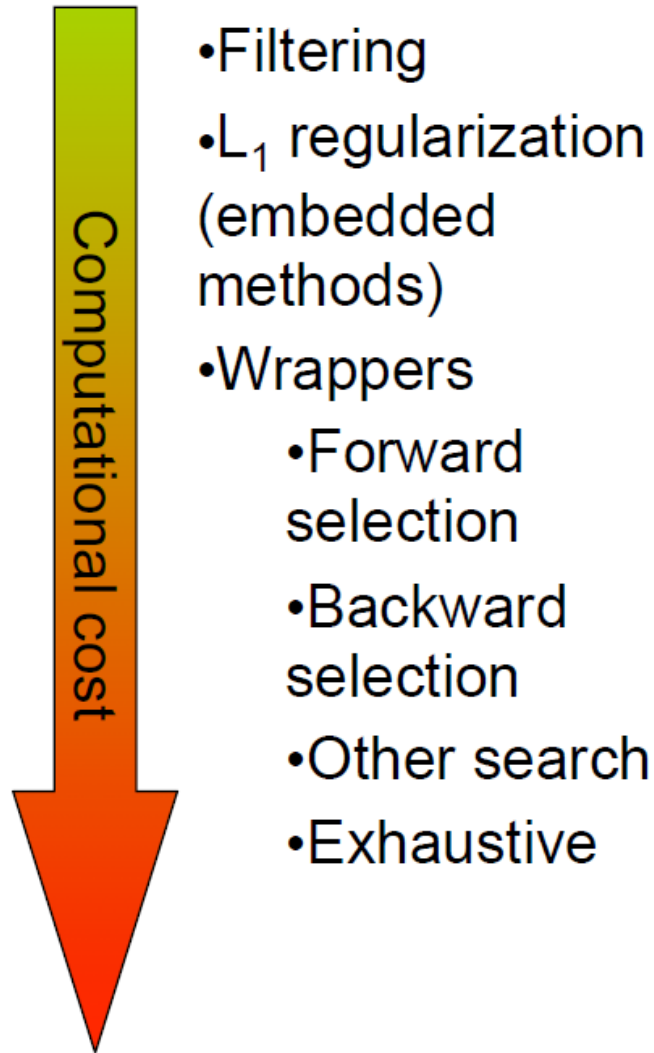 Computational cost
•Filtering
•L₁ regularization
(embedded
methods)
•Wrappers
•Forward
selection
•Backward
selection
•Other search
•Exhaustive